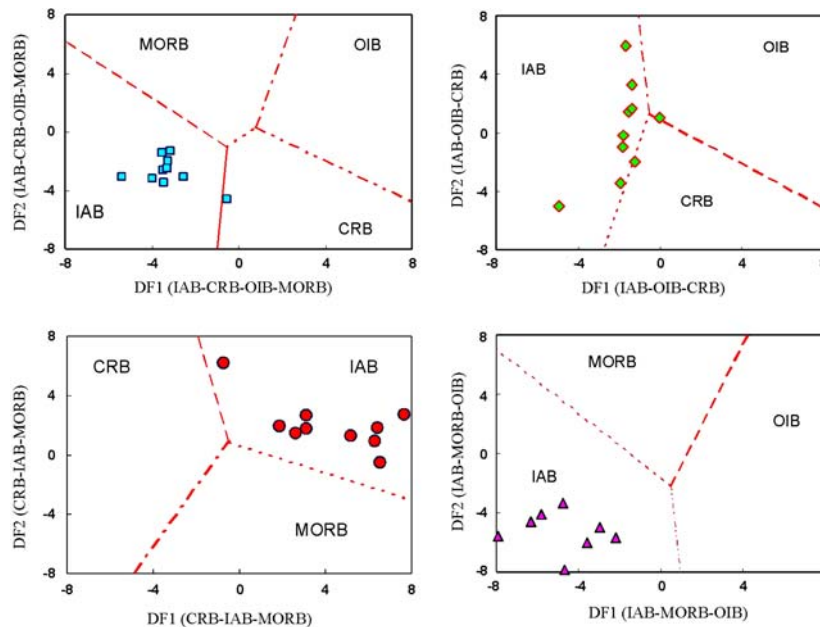 8
4
0
-4
-8
-8
-4
0
4
8
MORB
OIB
IAB
CRB
DF2 (IAB-CRB-OIB-MORB)
DF1 (IAB-CRB-OIB-MORB)
8
4
0
-4
-8
-8
-4
0
4
8
IAB
OIB
CRB
DF2 (IAB-OIB-CRB)
DF1 (IAB-OIB-CRB)
8
4
0
-4
-8
-8
-4
0
4
8
CRB
IAB
MORB
DF2 (CRB-IAB-MORB)
DF1 (CRB-IAB-MORB)
8
4
0
-4
-8
-8
-4
0
4
8
MORB
OIB
IAB
DF2 (IAB-MORB-OIB)
DF1 (IAB-MORB-OIB)